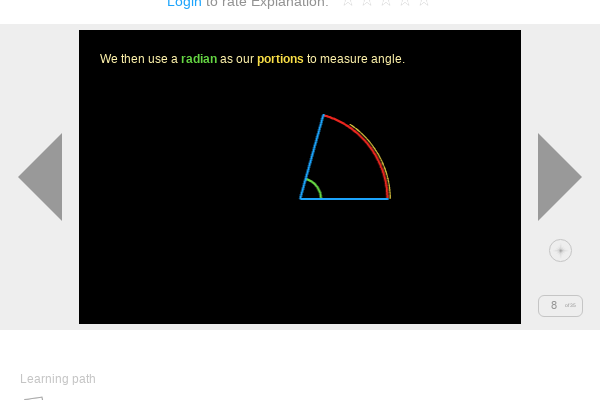 Login to rate Explanation:
We then use a radian as our portions to measure angle.
8 of 26
Learning path